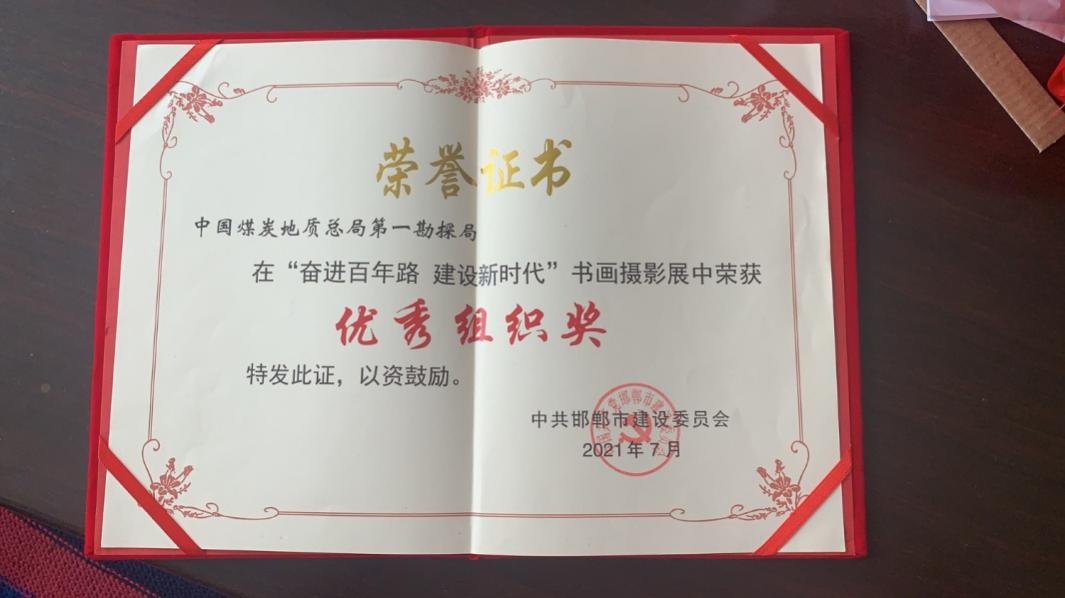 荣誉证书
中国煤炭地质总局第一勘探局
在“奋进百年路 建设新时代”书画摄影展中荣获
优秀组织奖
特发此证，以资鼓励。
中共邯郸市建设委员会
2021年7月